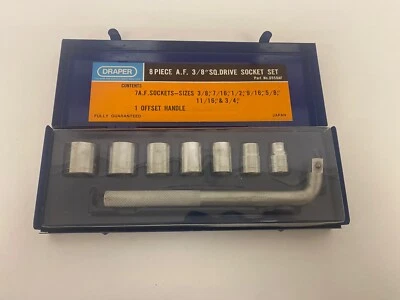 DRAPER
8 PIECE A.F. 3/8" SQ. DRIVE SOCKET SET
CONTENTS
7A.F. SOCKETS-SIZES 3/8", 7/16", 1/2", 9/16", 5/8",
11/16", & 3/4"
1 OFFSET HANDLE
FULLY GUARANTEED
JAPAN